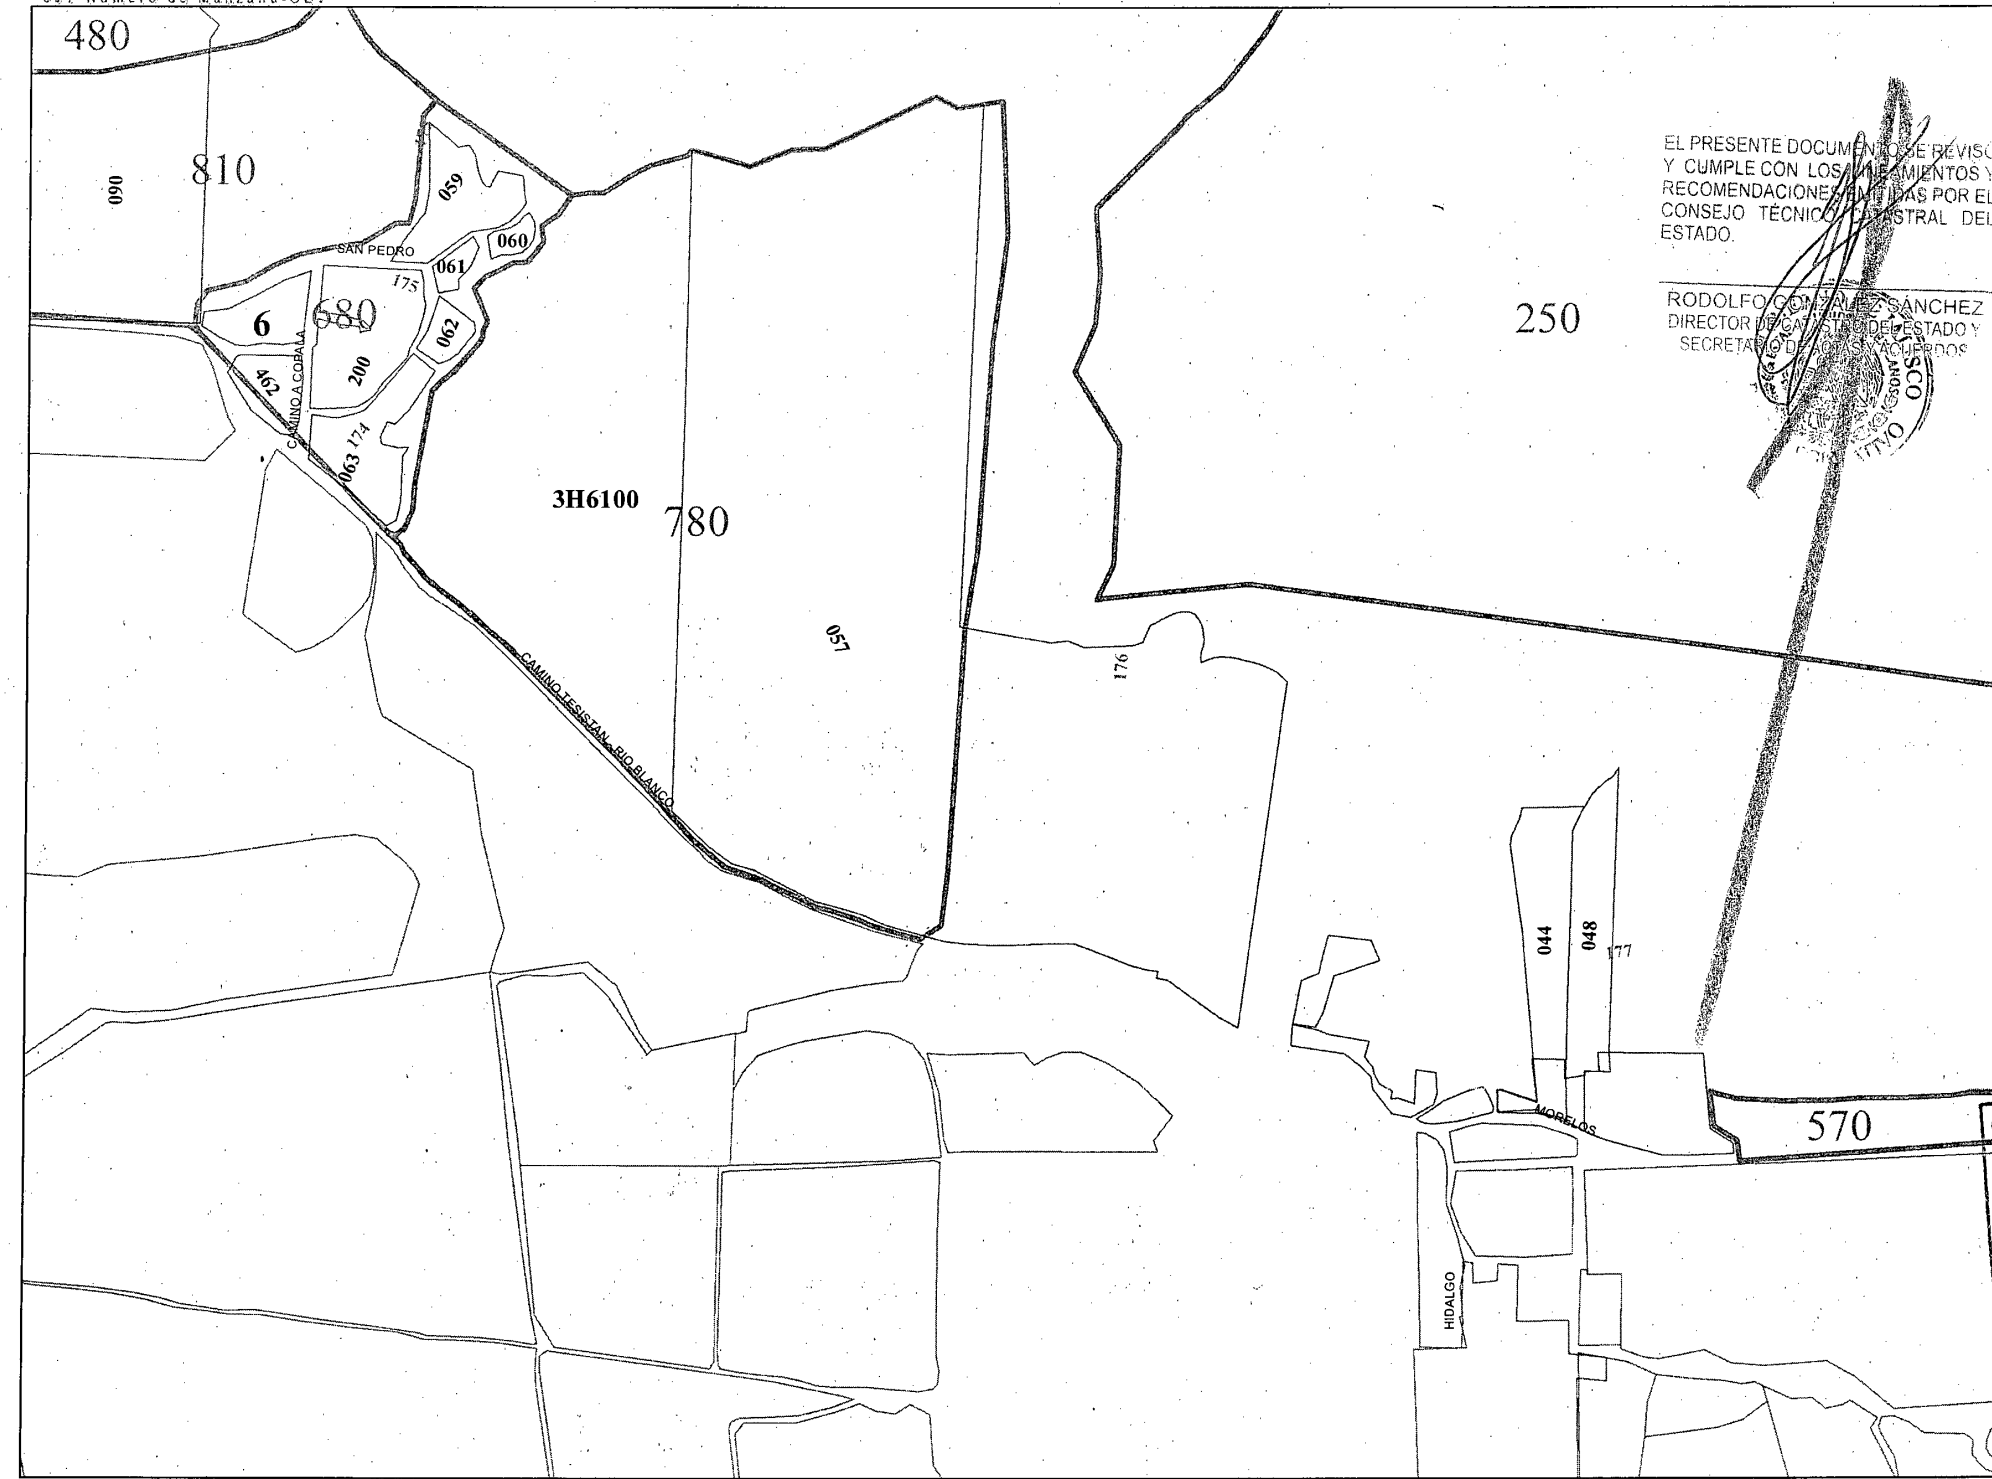 480
810
090
059
060
SAN PEDRO
061
175
6
680
062
200
462
CAMINO A COPALA
174
063
3H6100
780
057
176
CAMINO TESISTAN - RIO BLANCO
250
EL PRESENTE DOCUMENTO SE REVISO
Y CUMPLE CON LOS LINEAMIENTOS Y
RECOMENDACIONES EMITIDAS POR EL
CONSEJO TÉCNICO CATASTRAL DEL
ESTADO.
RODOLFO GONZALEZ SÁNCHEZ
DIRECTOR DE CATASTRO DEL ESTADO Y
SECRETARIO DE ACTAS Y ACUERDOS
044
048
177
MORELOS
570
HIDALGO